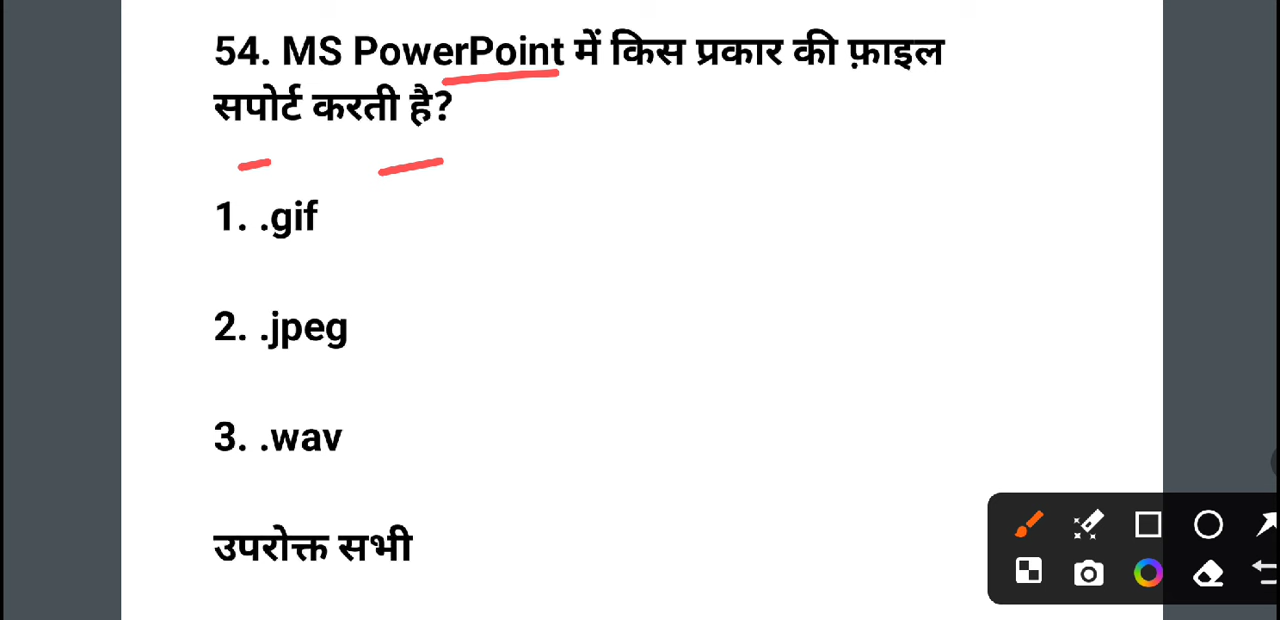 54. MS PowerPoint में किस प्रकार की फ़ाइल
सपोर्ट करती है?
1. .gif
2. .jpeg
3. .wav
उपरोक्त सभी